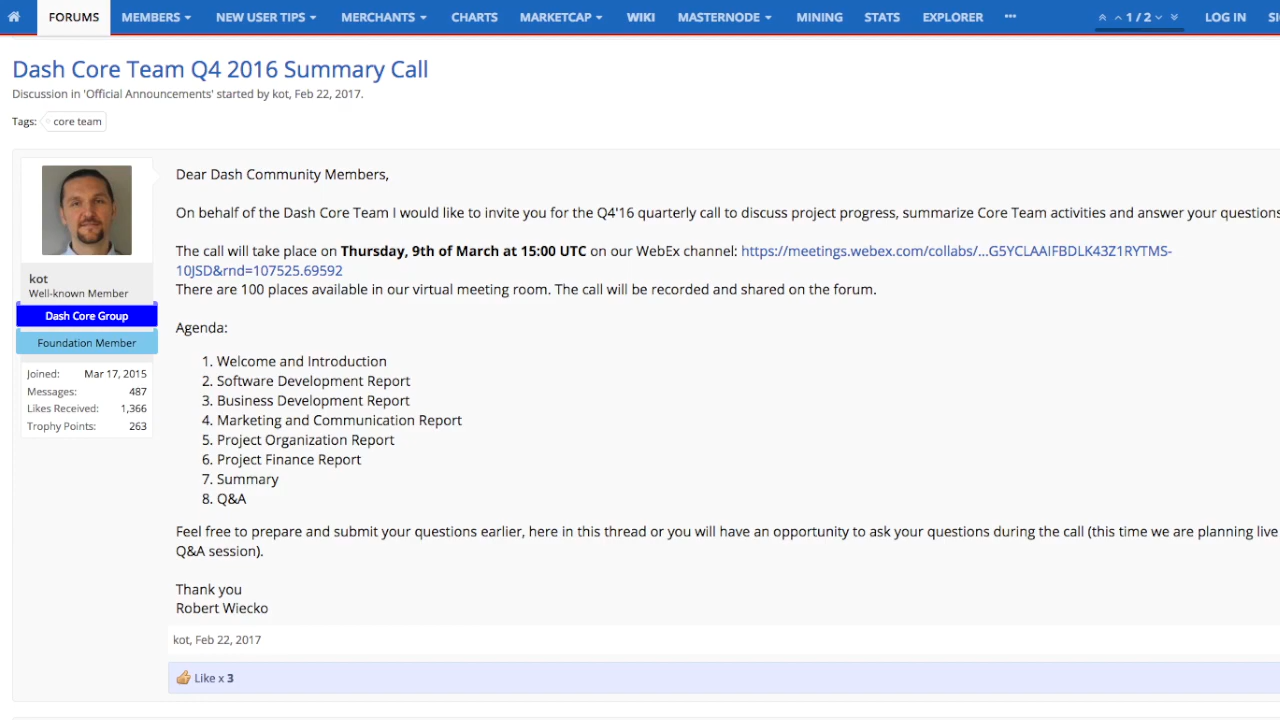 FORUMS MEMBERS NEW USER TIPS MERCHANTS CHARTS MARKETCAP WIKI MASTERNODE MINING STATS EXPLORER ••• 1 / 2 LOG IN SI
Dash Core Team Q4 2016 Summary Call
Discussion in 'Official Announcements' started by kot, Feb 22, 2017.
Tags: core team
kot
Well-known Member
Dash Core Group
Foundation Member
Joined: Mar 17, 2015
Messages: 487
Likes Received: 1,366
Trophy Points: 263
Dear Dash Community Members,
On behalf of the Dash Core Team I would like to invite you for the Q4'16 quarterly call to discuss project progress, summarize Core Team activities and answer your questions
The call will take place on Thursday, 9th of March at 15:00 UTC on our WebEx channel: https://meetings.webex.com/collabs/...G5YCLAAIFBDLK43Z1RYTMS-
10JSD&rnd=107525.69592
There are 100 places available in our virtual meeting room. The call will be recorded and shared on the forum.
Agenda:
1. Welcome and Introduction
2. Software Development Report
3. Business Development Report
4. Marketing and Communication Report
5. Project Organization Report
6. Project Finance Report
7. Summary
8. Q&A
Feel free to prepare and submit your questions earlier, here in this thread or you will have an opportunity to ask your questions during the call (this time we are planning live
Q&A session).
Thank you
Robert Wiecko
kot, Feb 22, 2017
Like x 3